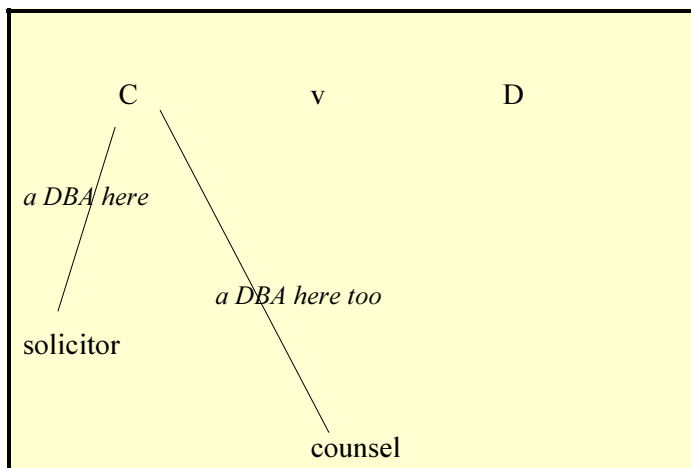 C v D
a DBA here
a DBA here too
solicitor
counsel